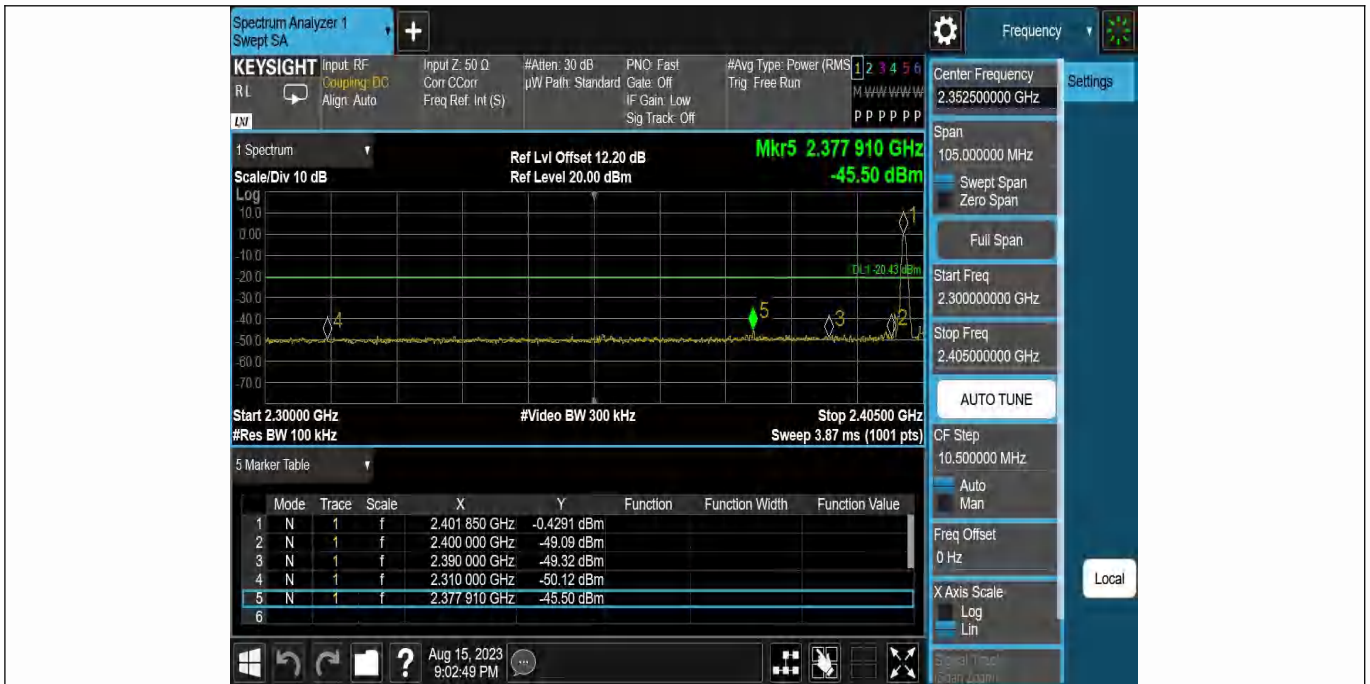 Spectrum Analyzer 1
Swept SA
+
Frequency
KEYSIGHT
RL
LXI
Input: RF
Coupling: DC
Align: Auto
Input Z: 50 Ω
Corr CCorr
Freq Ref: Int (S)
#Atten: 30 dB
µW Path: Standard
PNO: Fast
Gate: Off
IF Gain: Low
Sig Track: Off
#Avg Type: Power (RMS
Trig: Free Run
1 2 3 4 5 6
M W W W W W
P P P P P P
1 Spectrum
Scale/Div 10 dB
Ref Lvl Offset 12.20 dB
Ref Level 20.00 dBm
Mkr5 2.377 910 GHz
-45.50 dBm
Log
10.0
0.00
-10.0
-20.0
-30.0
-40.0
-50.0
-60.0
-70.0
1
DL1 -20.43 dBm
4
5
3
2
Start 2.30000 GHz
#Video BW 300 kHz
Stop 2.40500 GHz
#Res BW 100 kHz
Sweep 3.87 ms (1001 pts)
5 Marker Table
Mode Trace Scale X Y Function Function Width Function Value
1 N 1 f 2.401 850 GHz -0.4291 dBm
2 N 1 f 2.400 000 GHz -49.09 dBm
3 N 1 f 2.390 000 GHz -49.32 dBm
4 N 1 f 2.310 000 GHz -50.12 dBm
5 N 1 f 2.377 910 GHz -45.50 dBm
6
Aug 15, 2023
9:02:49 PM
Center Frequency
2.352500000 GHz
Settings
Span
105.000000 MHz
Swept Span
Zero Span
Full Span
Start Freq
2.300000000 GHz
Stop Freq
2.405000000 GHz
AUTO TUNE
CF Step
10.500000 MHz
Auto
Man
Freq Offset
0 Hz
Local
X Axis Scale
Log
Lin
Signal Track
(Span Zoom)